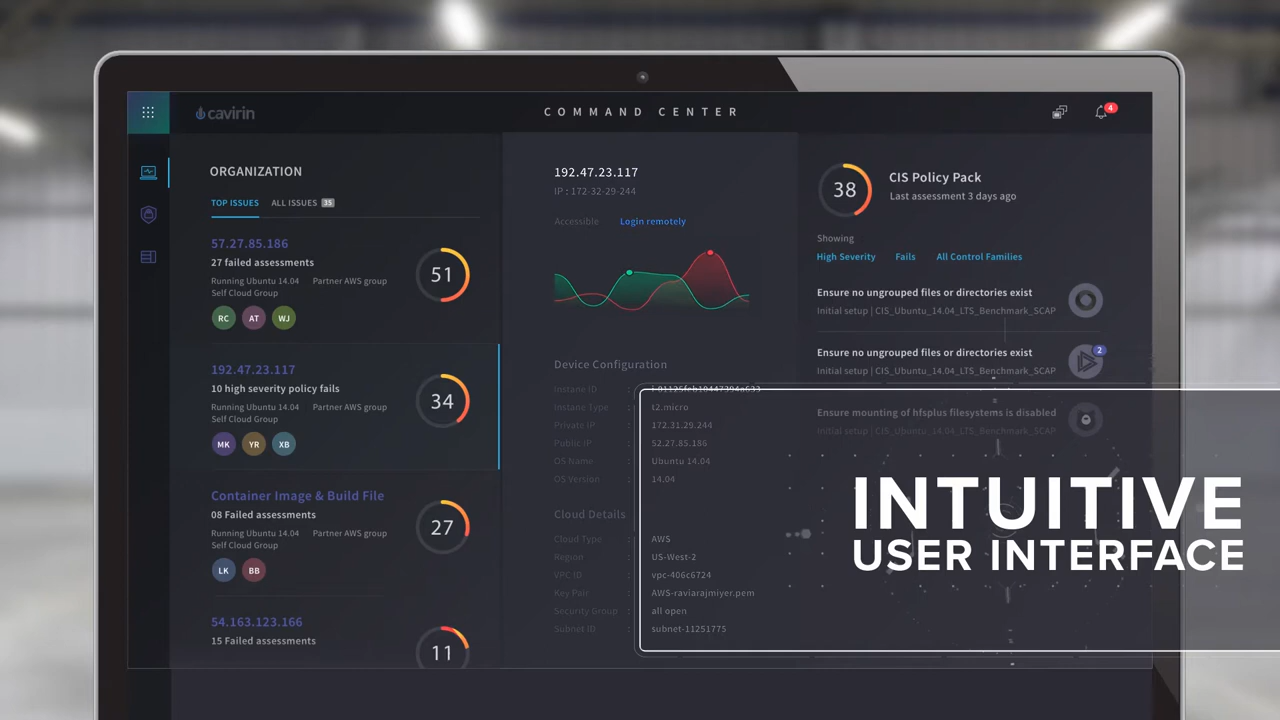 cavirin
COMMAND CENTER
4
ORGANIZATION
TOP ISSUES
ALL ISSUES 35
57.27.85.186
27 failed assessments
Running Ubuntu 14.04 Partner AWS group
Self Cloud Group
RC AT WJ
51
192.47.23.117
10 high severity policy fails
Running Ubuntu 14.04 Partner AWS group
Self Cloud Group
MK YR XB
34
Container Image & Build File
08 Failed assessments
Running Ubuntu 14.04 Partner AWS group
Self Cloud Group
LK BB
27
54.163.123.166
15 Failed assessments
11
192.47.23.117
IP : 172-32-29-244
Accessible Login remotely
Device Configuration
Instane ID :
Instane Type : t2.micro
Private IP : 172.31.29.244
Public IP : 52.27.85.186
OS Name : Ubuntu 14.04
OS Version : 14.04
Cloud Details
Cloud Type : AWS
Region : US-West-2
VPC ID : vpc-406c6724
Key Pair : AWS-raviarajmiyer.pem
Security Group : all open
Subnet ID : subnet-11251775
38
CIS Policy Pack
Last assessment 3 days ago
Showing
High Severity Fails All Control Families
Ensure no ungrouped files or directories exist
Initial setup | CIS_Ubuntu_14.04_LTS_Benchmark_SCAP
Ensure no ungrouped files or directories exist
Initial setup | CIS_Ubuntu_14.04_LTS_Benchmark_SCAP
2
Ensure mounting of hfsplus filesystems is disabled
Initial setup | CIS_Ubuntu_14.04_LTS_Benchmark_SCAP
INTUITIVE
USER INTERFACE